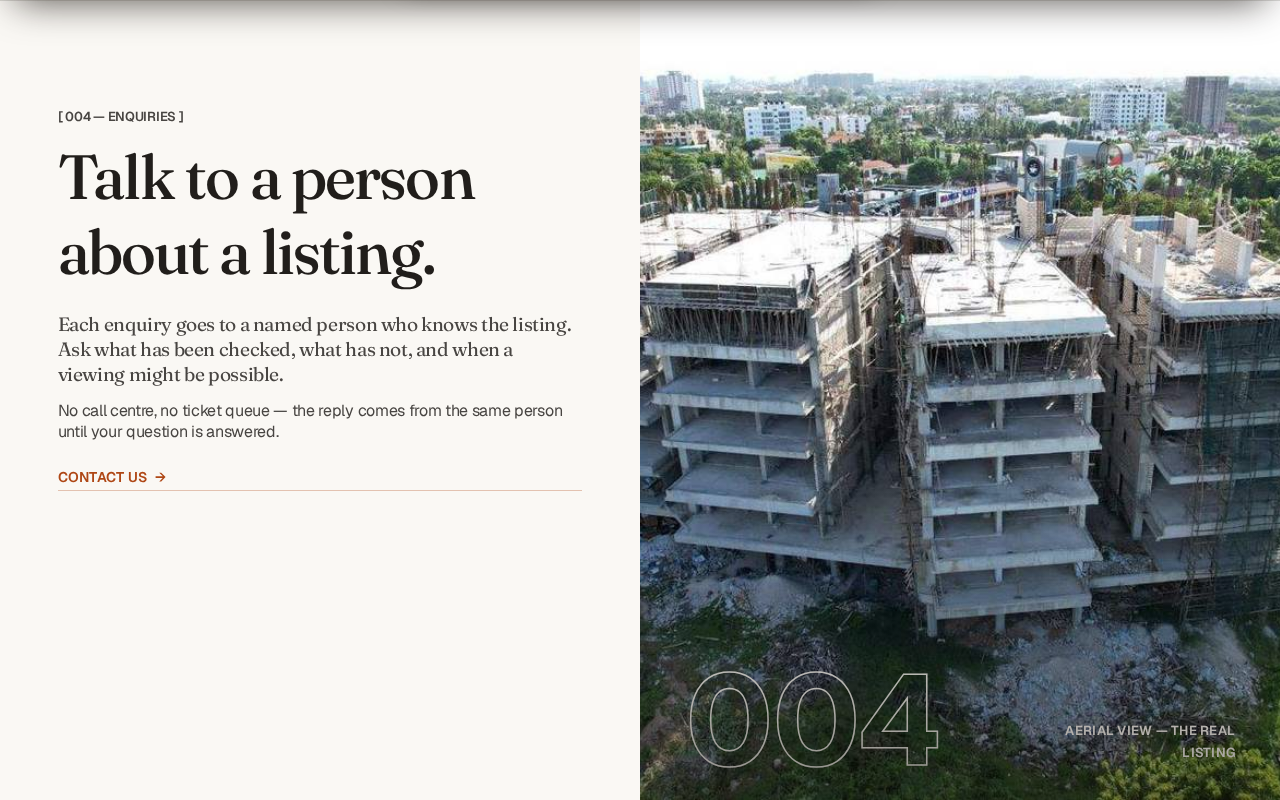 [ 004 — ENQUIRIES ]
Talk to a person
about a listing.
Each enquiry goes to a named person who knows the listing.
Ask what has been checked, what has not, and when a
viewing might be possible.
No call centre, no ticket queue — the reply comes from the same person
until your question is answered.
CONTACT US →
004
AERIAL VIEW — THE REAL
LISTING